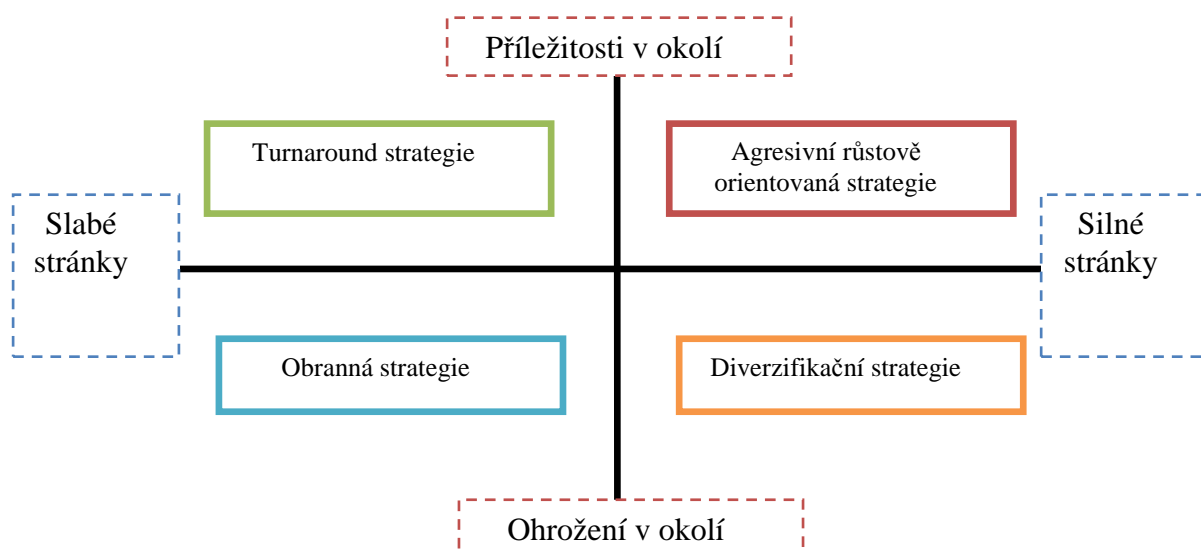 Příležitosti v okolí
Turnaround strategie
Agresivní růstově
orientovaná strategie
Slabé
stránky
Silné
stránky
Obranná strategie
Diverzifikační strategie
Ohrožení v okolí